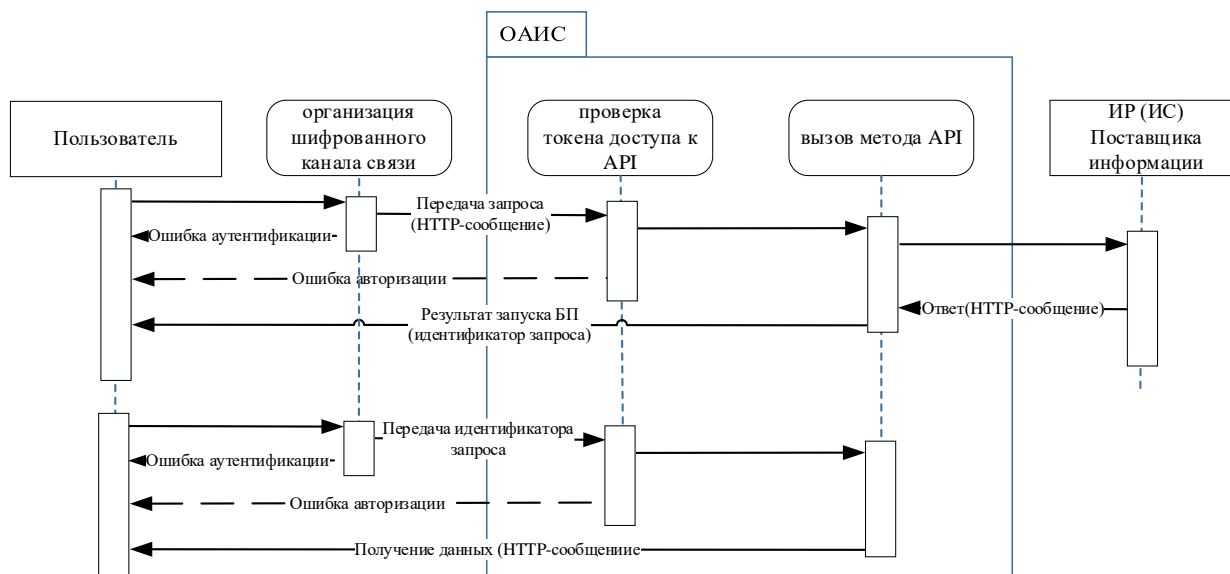 ОАИС
Пользователь
организация
шифрованного
канала связи
проверка
токена доступа к
API
вызов метода API
ИР (ИС)
Поставщика
информации
Передача запроса
(HTTP-сообщение)
Ошибка аутентификации
Ошибка авторизации
Ответ(HTTP-сообщение)
Результат запуска БП
(идентификатор запроса)
Передача идентификатора
запроса
Ошибка аутентификации
Ошибка авторизации
Получение данных (HTTP-сообщениие